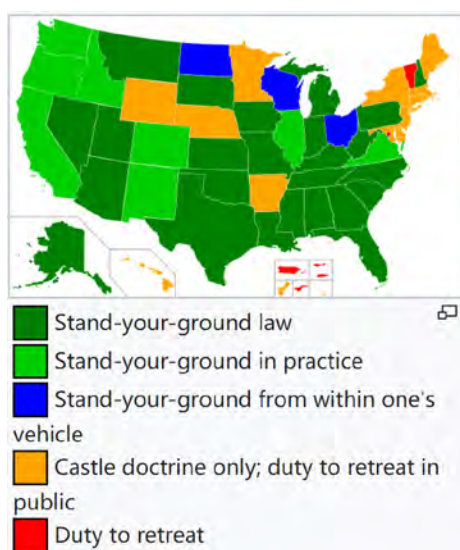 Stand-your-ground law
Stand-your-ground in practice
Stand-your-ground from within one's
vehicle
Castle doctrine only; duty to retreat in
public
Duty to retreat